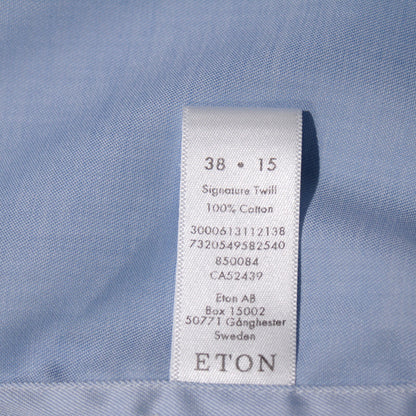 38 • 15
Signature Twill
100% Cotton
3000613112138
7320549582540
850084
CA52439
Eton AB
Box 15002
50771 Gånghester
Sweden
ETON